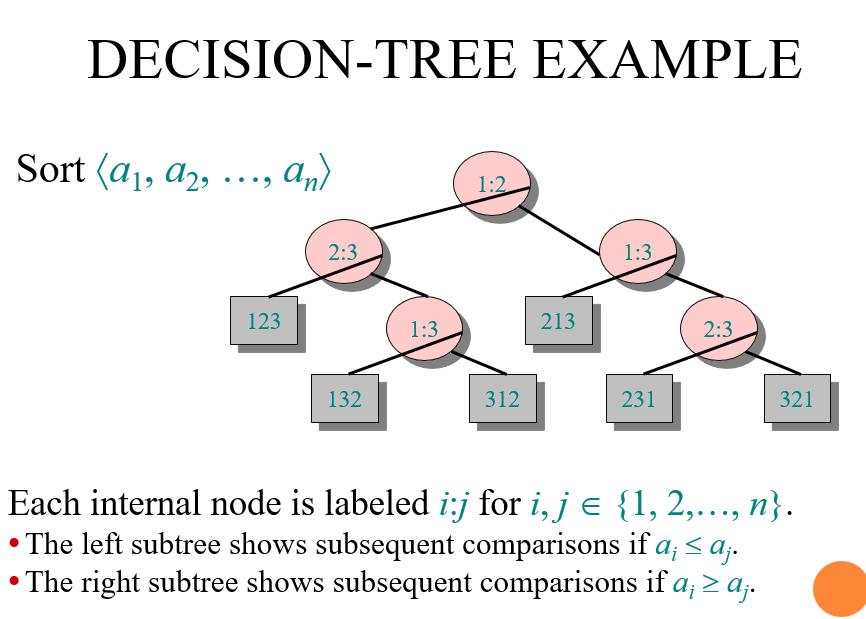 DECISION-TREE EXAMPLE
Sort ⟨a₁, a₂, …, aₙ⟩
1:2
2:3
1:3
123
1:3
213
2:3
132
312
231
321
Each internal node is labeled i:j for i, j ∈ {1, 2,…, n}.
• The left subtree shows subsequent comparisons if aᵢ ≤ aⱼ.
• The right subtree shows subsequent comparisons if aᵢ ≥ aⱼ.